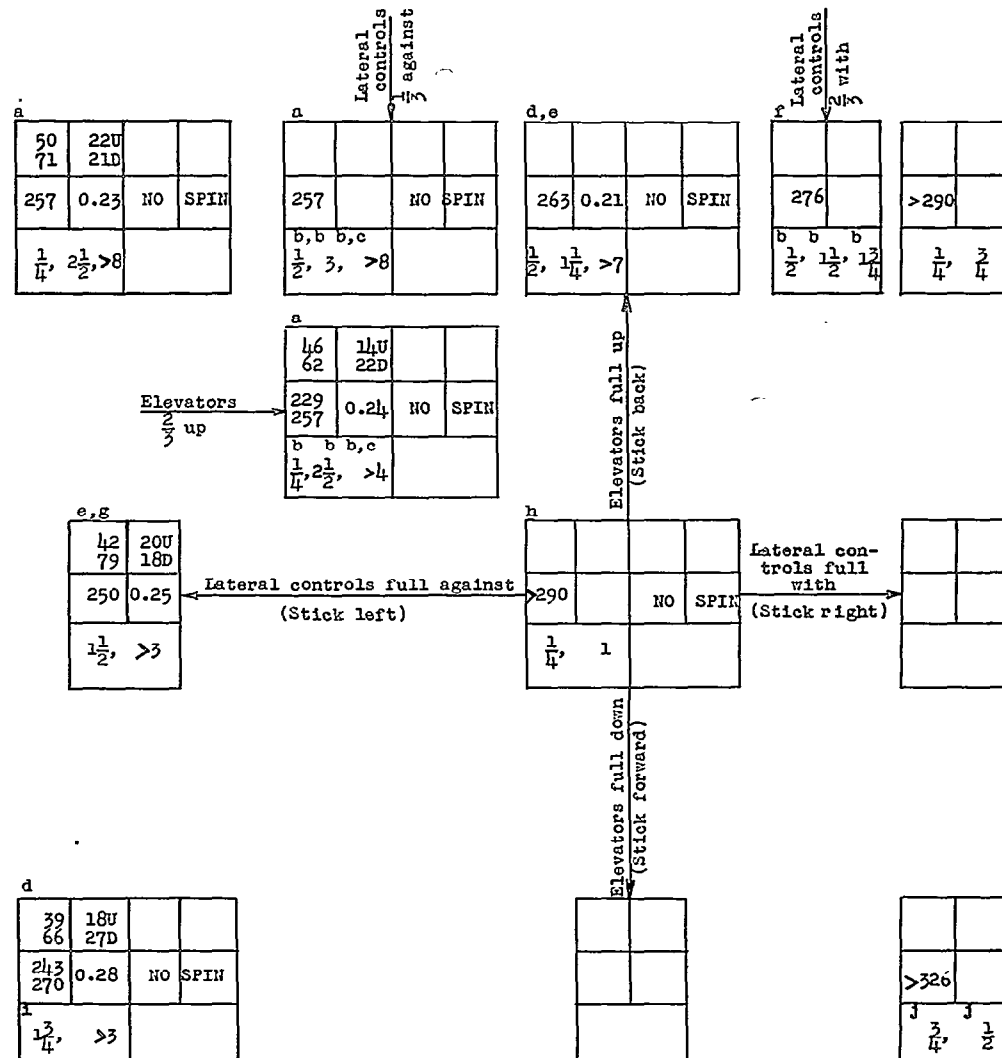 Lateral controls
1/3 against
Lateral controls
2/3 with
a
50 22U
71 21D
257 0.23 NO SPIN
1/4, 2 1/2, >8
a
257 NO SPIN
b,b b,c
1/2, 3, >8
d,e
263 0.21 NO SPIN
1/2, 1 1/4, >7
f
276
b b b
1/2, 1 1/2, 1 3/4
>290
1/4, 3/4
Elevators
2/3 up
a
46 14U
62 22D
229
257 0.24 NO SPIN
b b b,c
1/4, 2 1/2, >4
Elevators full up
(Stick back)
e,g
42 20U
79 18D
250 0.25
1 1/2, >3
Lateral controls full against
(Stick left)
h
>290 NO SPIN
1/4, 1
Lateral con-
trols full
with
(Stick right)
Elevators full down
(Stick forward)
d
39 18U
66 27D
243
270 0.28 NO SPIN
i
1 3/4, >3
>326
j j
3/4, 1/2